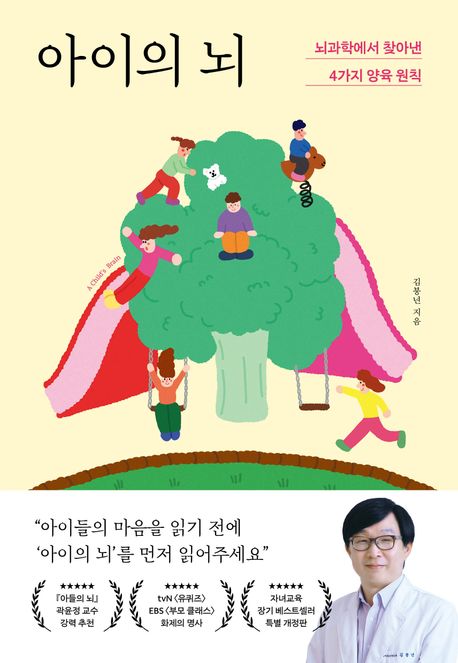 아이의 뇌
뇌과학에서 찾아낸
4가지 양육 원칙
A Child's Brain
김붕년 지음
“아이들의 마음을 읽기 전에
‘아이의 뇌’를 먼저 읽어주세요”
★★★★★
『아들의 뇌』
곽윤정 교수
강력 추천
★★★★★
tvN 〈유퀴즈〉
EBS 〈부모 클래스〉
화제의 명사
★★★★★
자녀교육
장기 베스트셀러
특별 개정판
김붕년